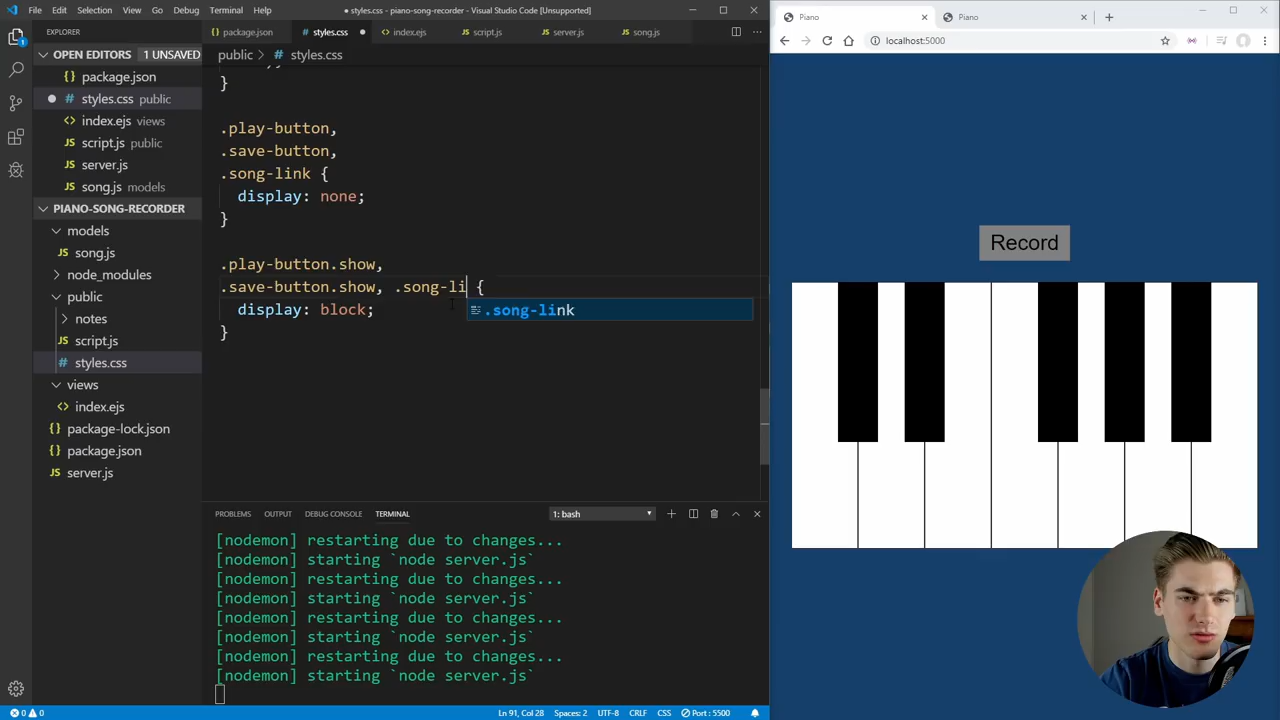 File Edit Selection View Go Debug Terminal Help
● styles.css - piano-song-recorder - Visual Studio Code [Unsupported]
EXPLORER
OPEN EDITORS 1 UNSAVED
package.json
styles.css public
index.ejs
script.js public
server.js
song.js models
PIANO-SONG-RECORDER
models
song.js
node_modules
public
notes
script.js
styles.css
views
index.ejs
package-lock.json
package.json
server.js
package.json styles.css index.ejs script.js server.js song.js
public > styles.css
}
.play-button,
.save-button,
.song-link {
display: none;
}
.play-button.show,
.save-button.show, .song-li {
.song-link
display: block;
}
PROBLEMS OUTPUT DEBUG CONSOLE TERMINAL
1: bash
[nodemon] restarting due to changes...
[nodemon] starting `node server.js`
[nodemon] restarting due to changes...
[nodemon] starting `node server.js`
[nodemon] restarting due to changes...
[nodemon] starting `node server.js`
[nodemon] restarting due to changes...
[nodemon] starting `node server.js`
0 0
Ln 91, Col 28 Spaces: 2 UTF-8 CRLF CSS Port : 5500
Piano
Piano
localhost:5000
Record